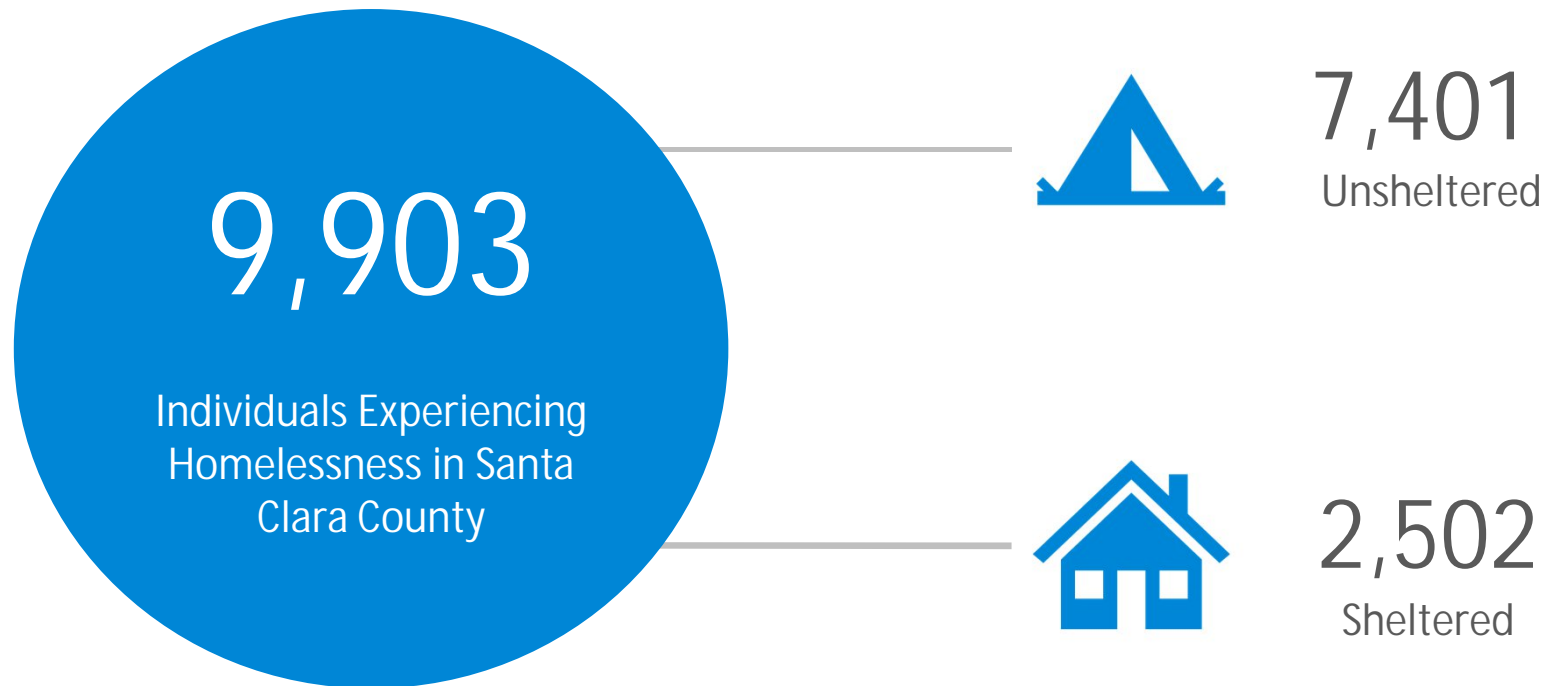 9,903
Individuals Experiencing
Homelessness in Santa
Clara County
7,401
Unsheltered
2,502
Sheltered